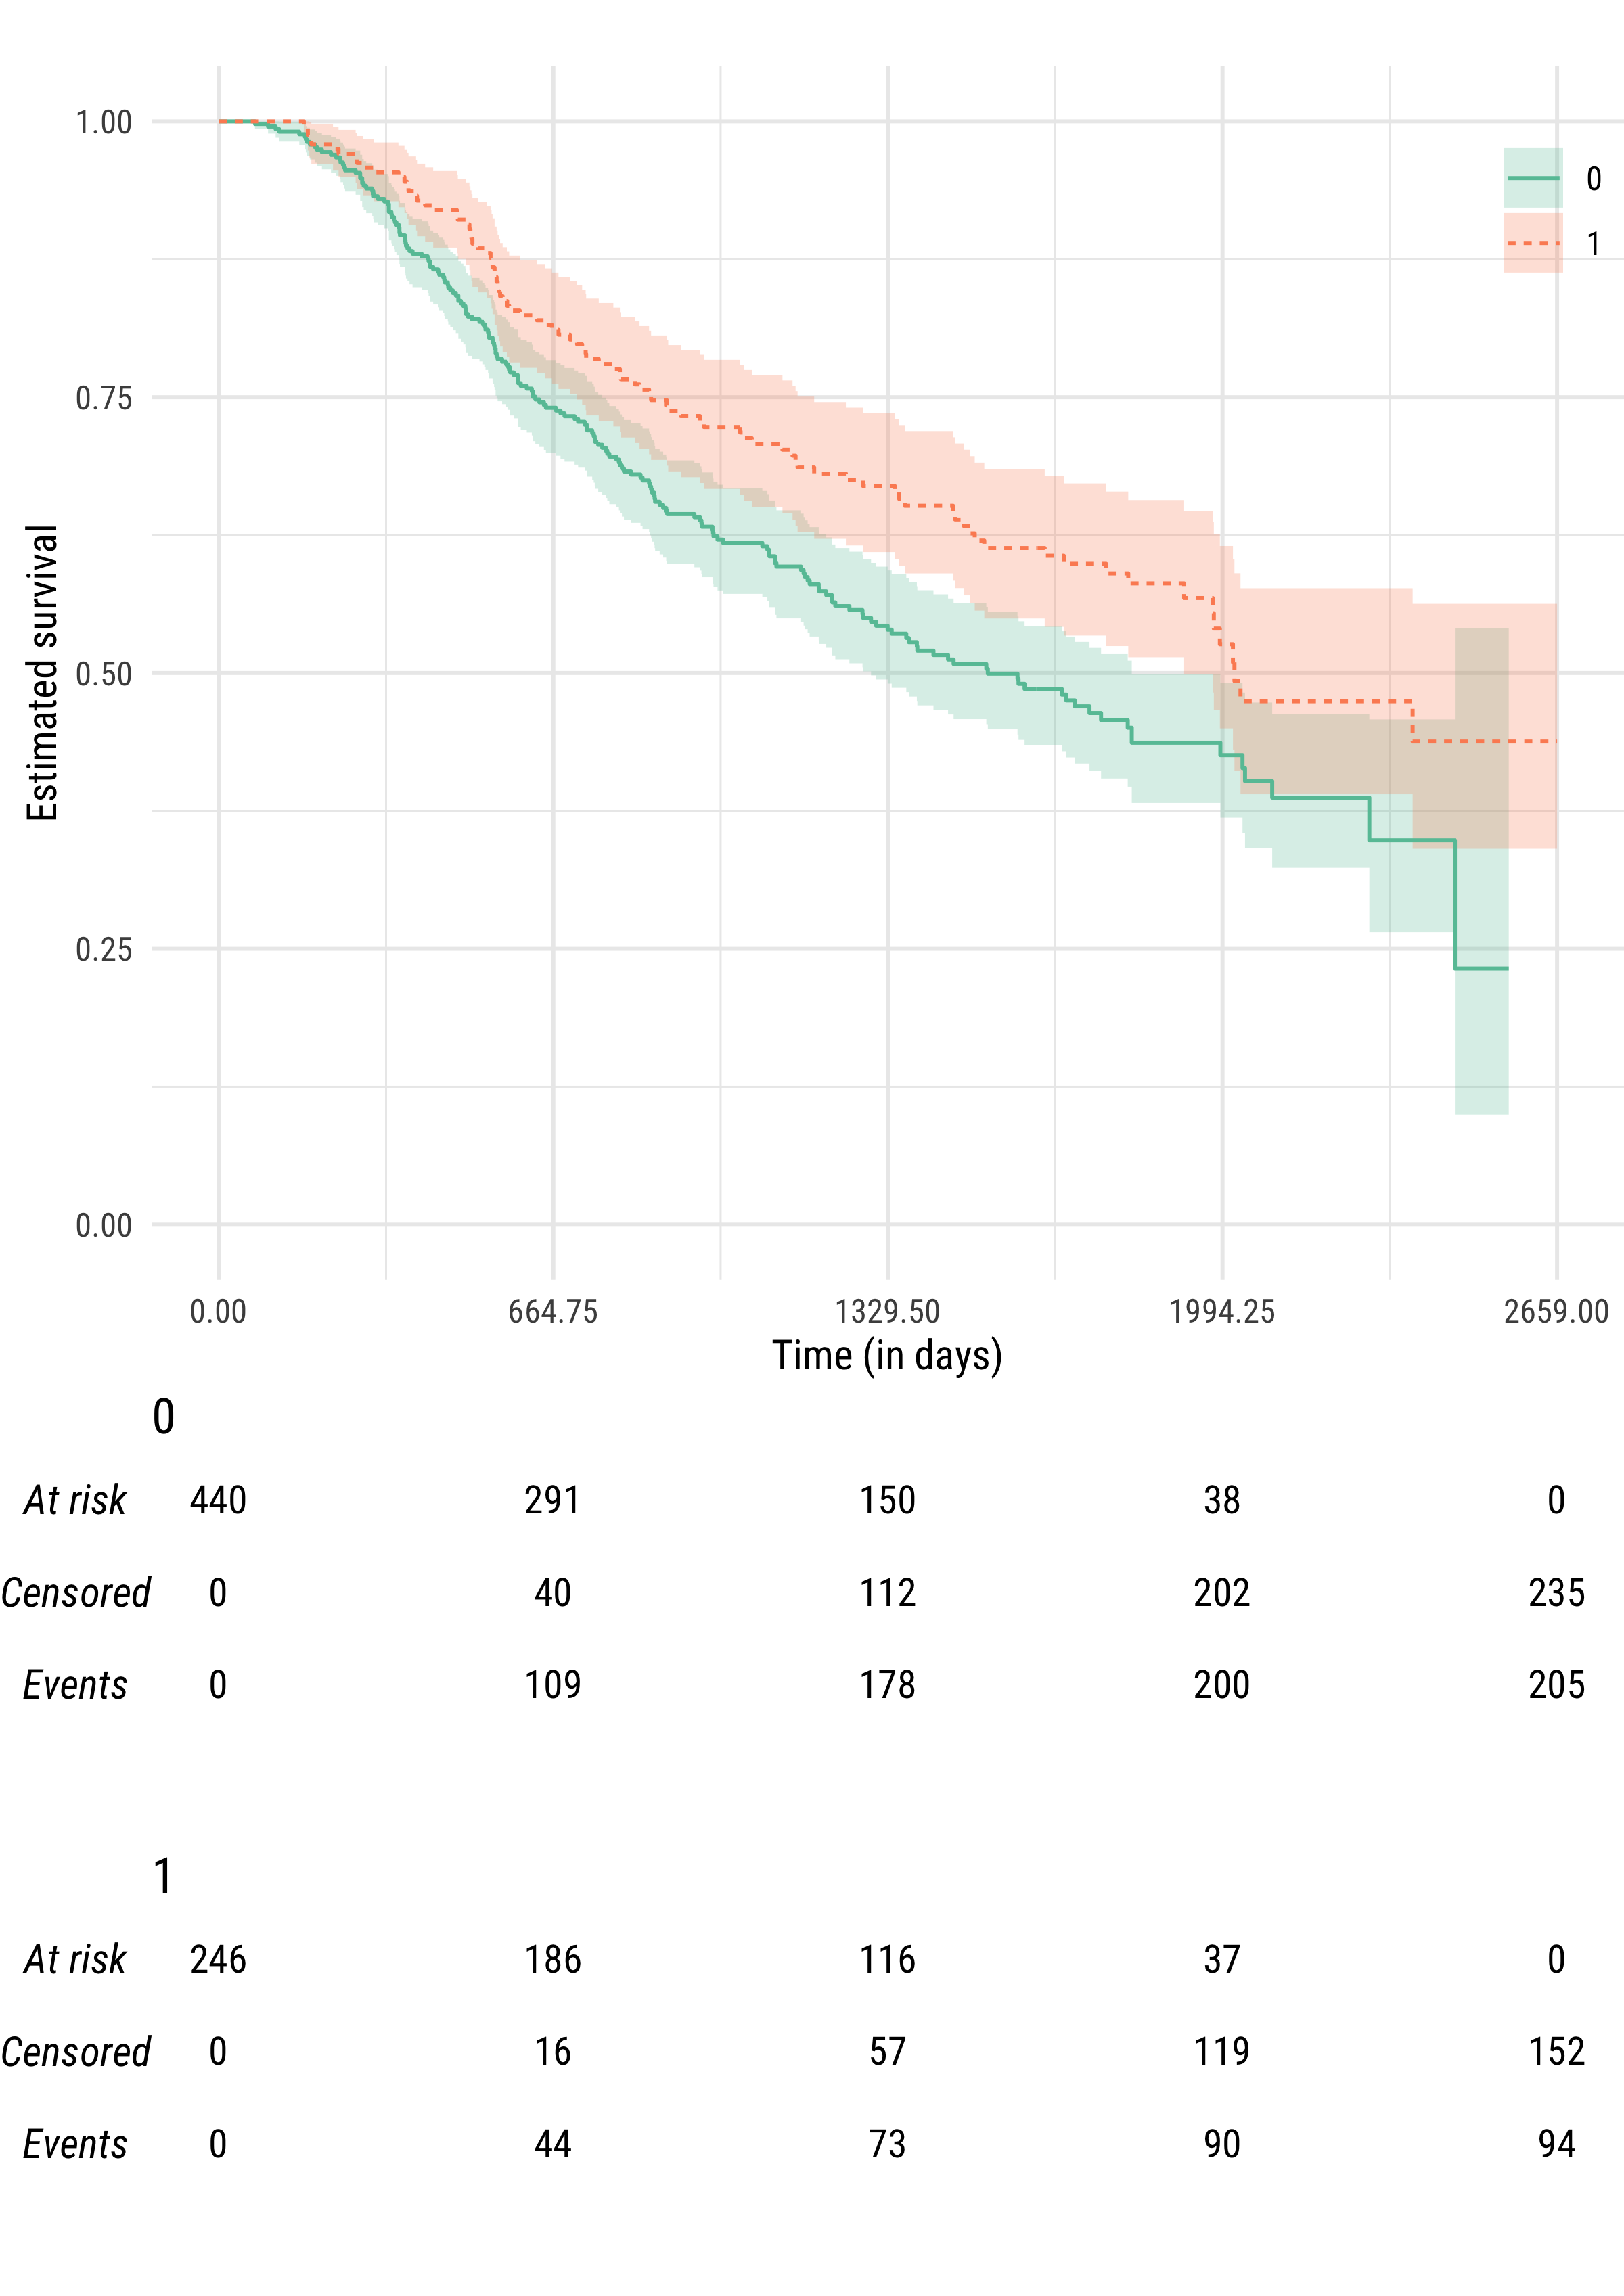 1.00
0
1
0.75
Estimated survival
0.50
0.25
0.00
0.00 664.75 1329.50 1994.25 2659.00
Time (in days)
0
At risk 440 291 150 38 0
Censored 0 40 112 202 235
Events 0 109 178 200 205
1
At risk 246 186 116 37 0
Censored 0 16 57 119 152
Events 0 44 73 90 94